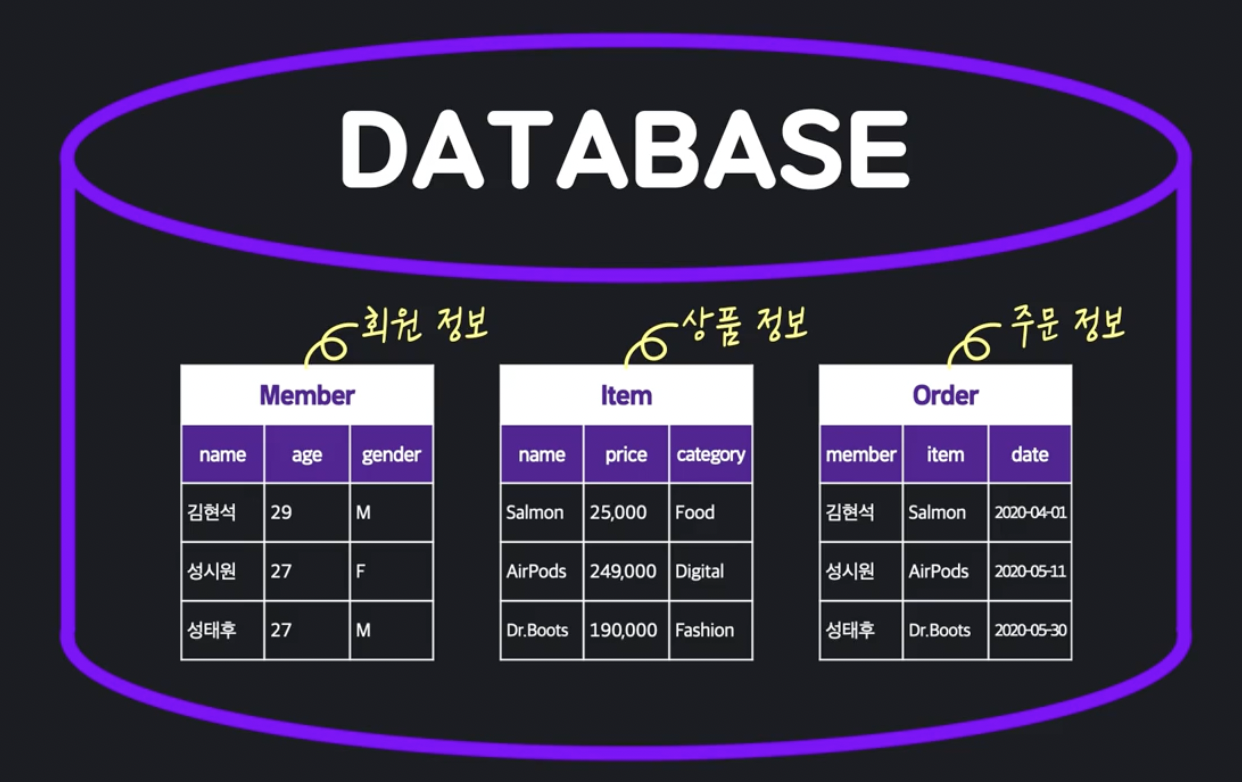 DATABASE
회원 정보
상품 정보
주문 정보
Member
name age gender
김현석 29 M
성시원 27 F
성태후 27 M
Item
name price category
Salmon 25,000 Food
AirPods 249,000 Digital
Dr.Boots 190,000 Fashion
Order
member item date
김현석 Salmon 2020-04-01
성시원 AirPods 2020-05-11
성태후 Dr.Boots 2020-05-30